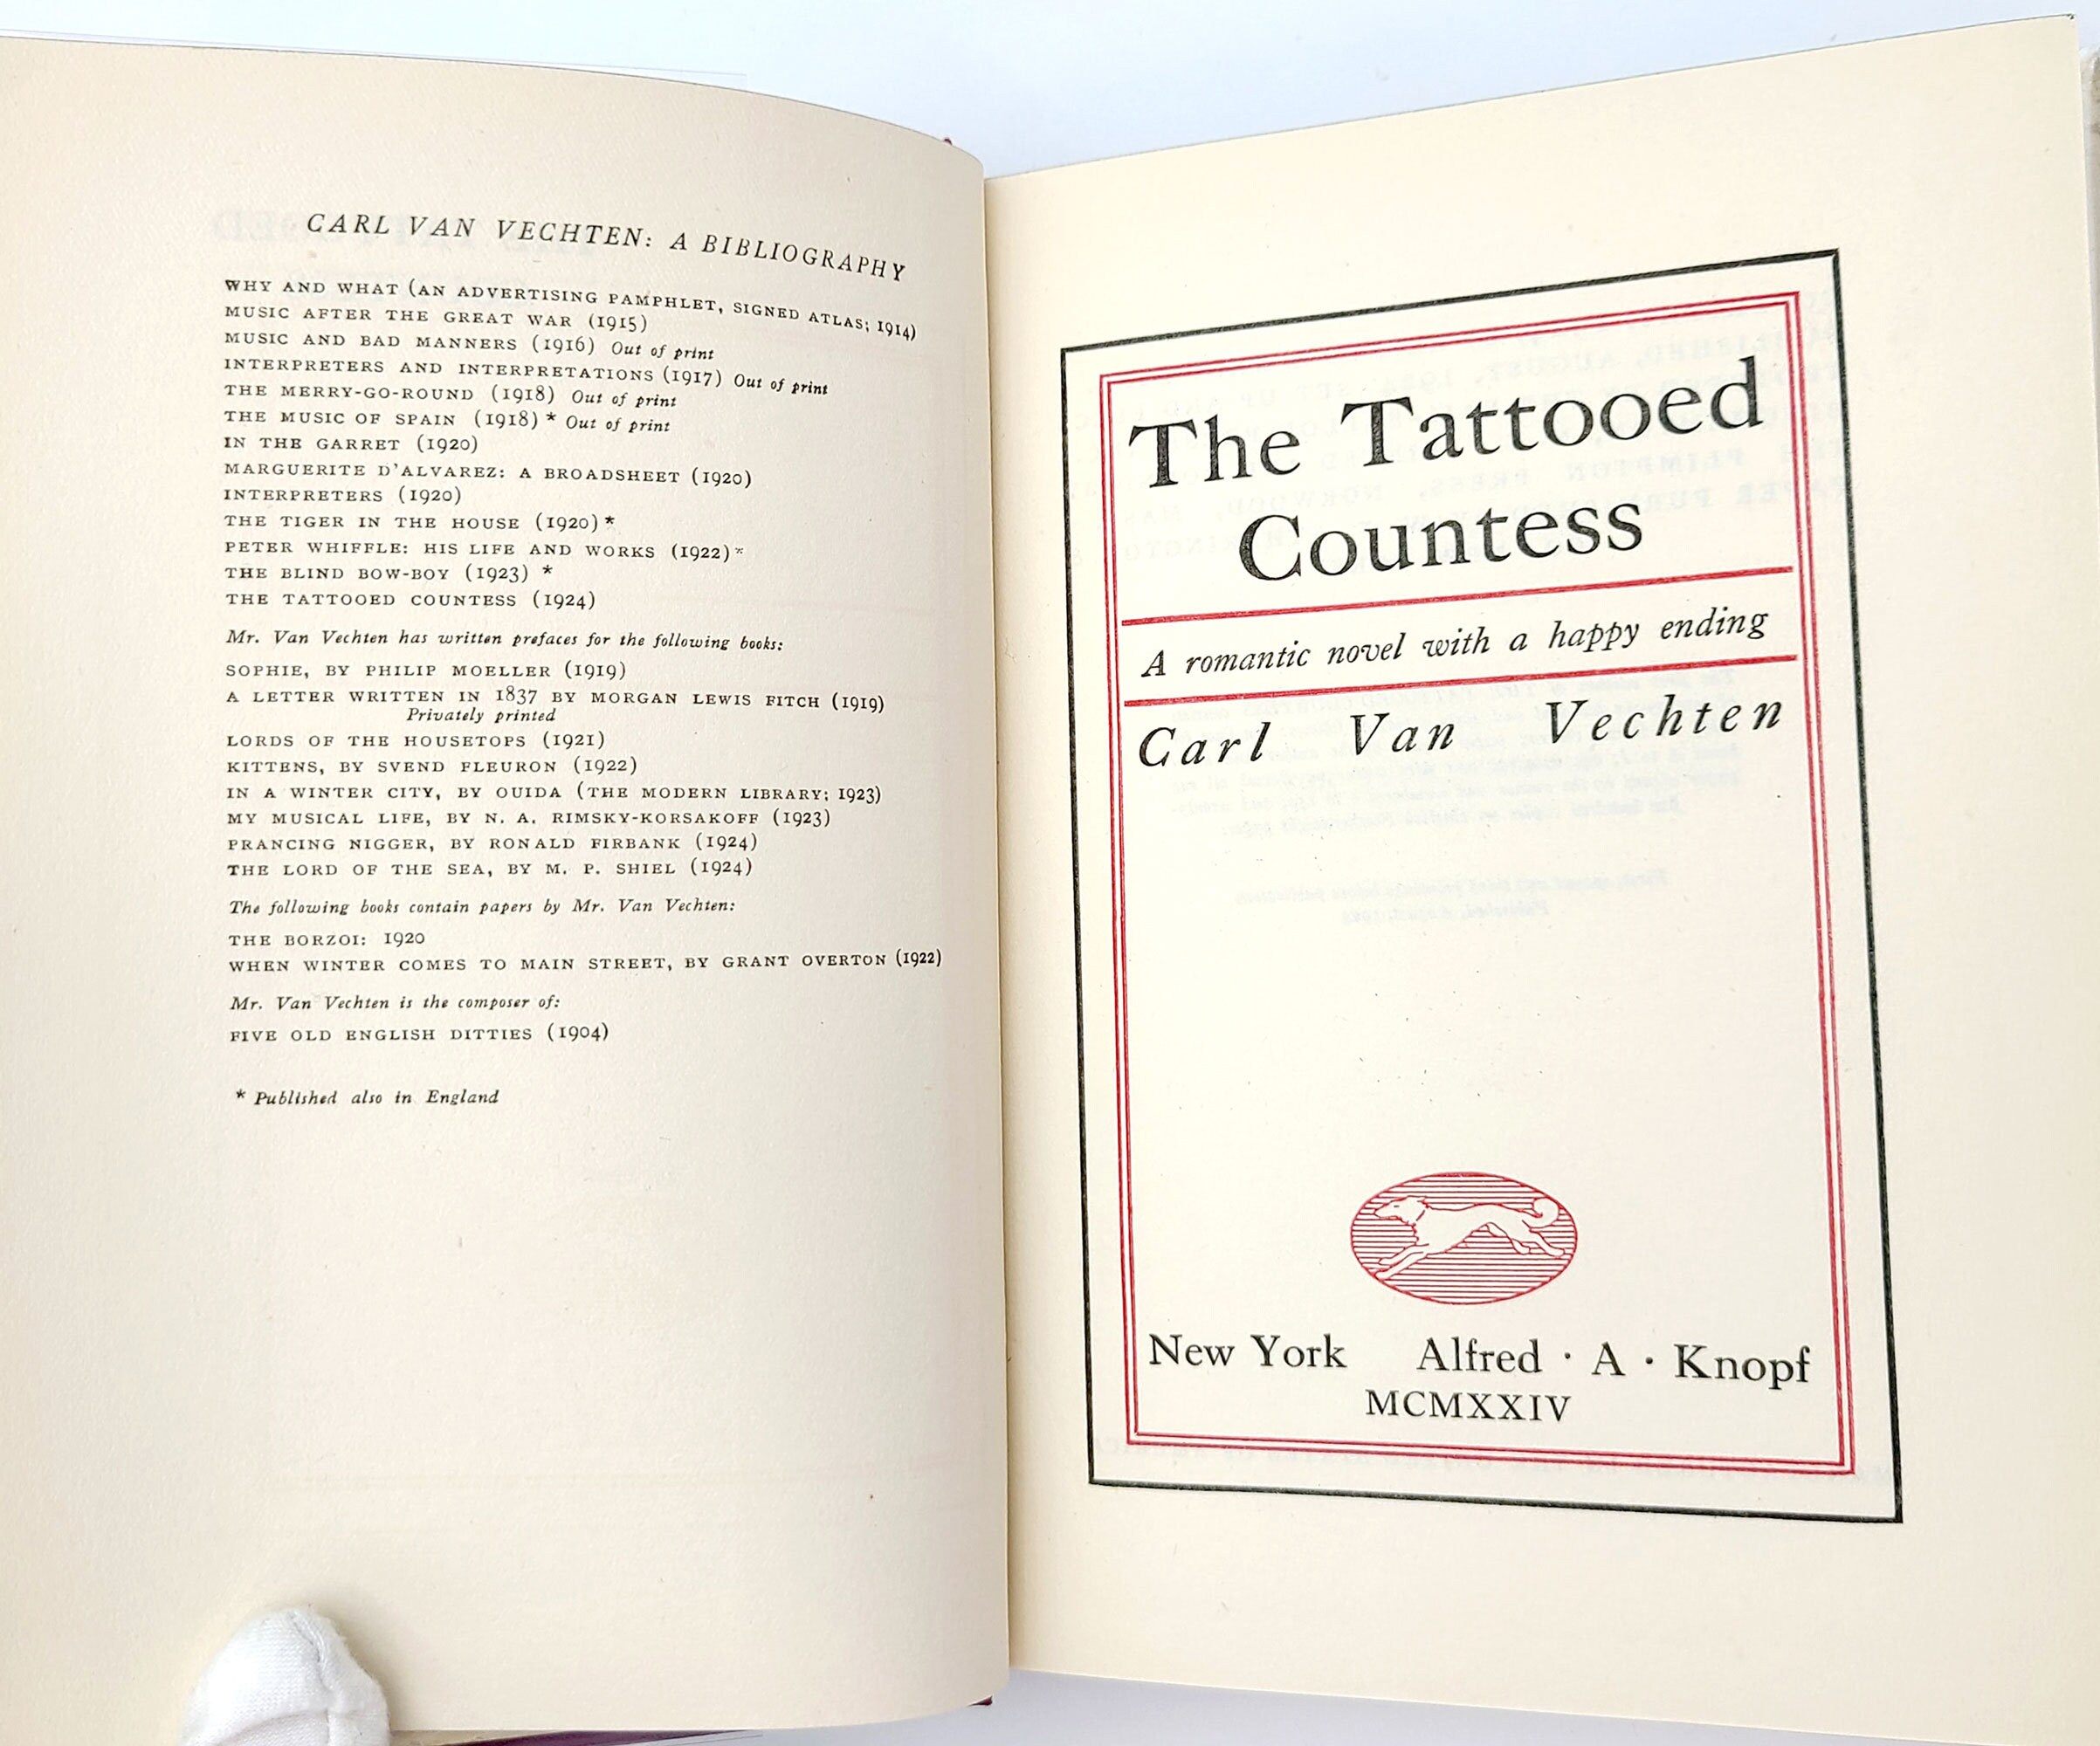 CARL VAN VECHTEN: A BIBLIOGRAPHY
WHY AND WHAT (AN ADVERTISING PAMPHLET, SIGNED ATLAS; 1914)
MUSIC AFTER THE GREAT WAR (1915)
MUSIC AND BAD MANNERS (1916) Out of print
INTERPRETERS AND INTERPRETATIONS (1917) Out of print
THE MERRY-GO-ROUND (1918) Out of print
THE MUSIC OF SPAIN (1918) * Out of print
IN THE GARRET (1920)
MARGUERITE D'ALVAREZ: A BROADSHEET (1920)
INTERPRETERS (1920)
THE TIGER IN THE HOUSE (1920) *
PETER WHIFFLE: HIS LIFE AND WORKS (1922) *
THE BLIND BOW-BOY (1923) *
THE TATTOOED COUNTESS (1924)
Mr. Van Vechten has written prefaces for the following books:
SOPHIE, BY PHILIP MOELLER (1919)
A LETTER WRITTEN IN 1837 BY MORGAN LEWIS FITCH (1919)
Privately printed
LORDS OF THE HOUSETOPS (1921)
KITTENS, BY SVEND FLEURON (1922)
IN A WINTER CITY, BY OUIDA (THE MODERN LIBRARY; 1923)
MY MUSICAL LIFE, BY N. A. RIMSKY-KORSAKOFF (1923)
PRANCING NIGGER, BY RONALD FIRBANK (1924)
THE LORD OF THE SEA, BY M. P. SHIEL (1924)
The following books contain papers by Mr. Van Vechten:
THE BORZOI: 1920
WHEN WINTER COMES TO MAIN STREET, BY GRANT OVERTON (1922)
Mr. Van Vechten is the composer of:
FIVE OLD ENGLISH DITTIES (1904)
* Published also in England
The Tattooed
Countess
A romantic novel with a happy ending
Carl Van Vechten
New York Alfred · A · Knopf
MCMXXIV